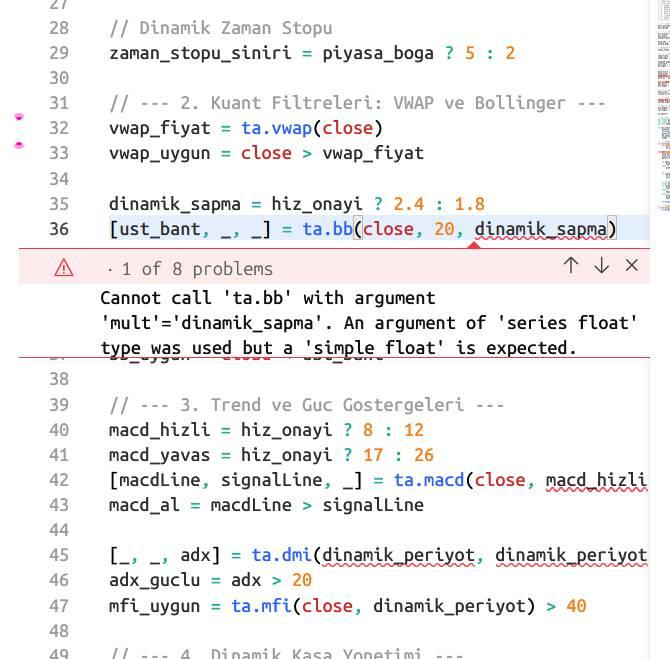 27
28 // Dinamik Zaman Stopu
29 zaman_stopu_siniri = piyasa_boga ? 5 : 2
30
31 // --- 2. Kuant Filtreleri: VWAP ve Bollinger ---
32 vwap_fiyat = ta.vwap(close)
33 vwap_uygun = close > vwap_fiyat
34
35 dinamik_sapma = hiz_onayi ? 2.4 : 1.8
36 [ust_bant, _, _] = ta.bb(close, 20, dinamik_sapma)
· 1 of 8 problems
Cannot call 'ta.bb' with argument
'mult'='dinamik_sapma'. An argument of 'series float'
type was used but a 'simple float' is expected.
38
39 // --- 3. Trend ve Guc Gostergeleri ---
40 macd_hizli = hiz_onayi ? 8 : 12
41 macd_yavas = hiz_onayi ? 17 : 26
42 [macdLine, signalLine, _] = ta.macd(close, macd_hizli
43 macd_al = macdLine > signalLine
44
45 [_, _, adx] = ta.dmi(dinamik_periyot, dinamik_periyot
46 adx_guclu = adx > 20
47 mfi_uygun = ta.mfi(close, dinamik_periyot) > 40
48
49 // --- 4. Dinamik Kasa Yonetimi ---